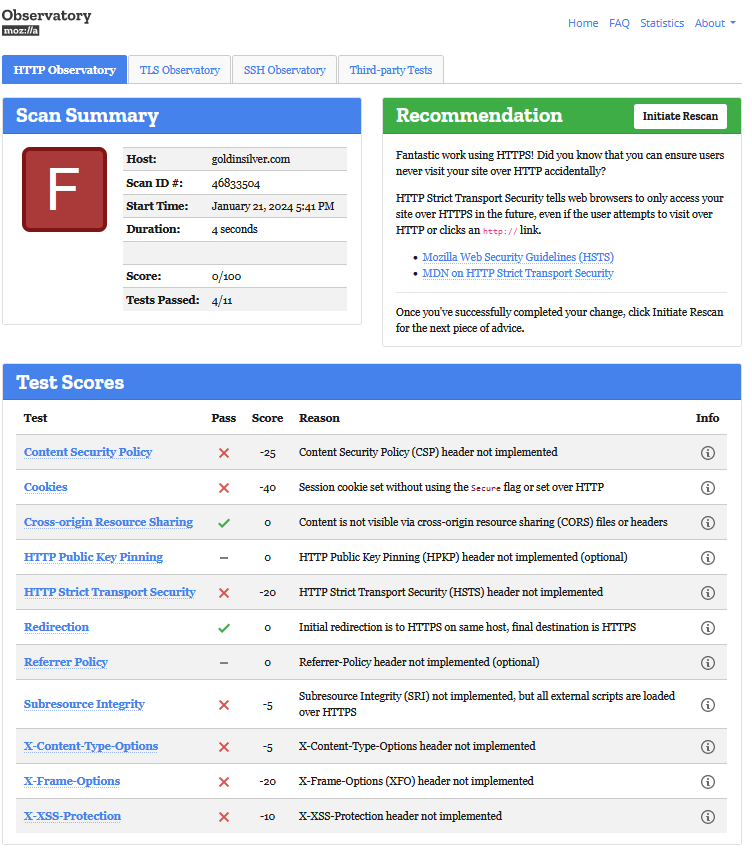 Observatory
moz://a
Home FAQ Statistics About
HTTP Observatory TLS Observatory SSH Observatory Third-party Tests
Scan Summary
F
Host: goldinsilver.com
Scan ID #: 46833504
Start Time: January 21, 2024 5:41 PM
Duration: 4 seconds
Score: 0/100
Tests Passed: 4/11
Recommendation
Initiate Rescan
Fantastic work using HTTPS! Did you know that you can ensure users
never visit your site over HTTP accidentally?
HTTP Strict Transport Security tells web browsers to only access your
site over HTTPS in the future, even if the user attempts to visit over
HTTP or clicks an http:// link.
• Mozilla Web Security Guidelines (HSTS)
• MDN on HTTP Strict Transport Security
Once you've successfully completed your change, click Initiate Rescan
for the next piece of advice.
Test Scores
Test Pass Score Reason Info
Content Security Policy -25 Content Security Policy (CSP) header not implemented
Cookies -40 Session cookie set without using the Secure flag or set over HTTP
Cross-origin Resource Sharing 0 Content is not visible via cross-origin resource sharing (CORS) files or headers
HTTP Public Key Pinning – 0 HTTP Public Key Pinning (HPKP) header not implemented (optional)
HTTP Strict Transport Security -20 HTTP Strict Transport Security (HSTS) header not implemented
Redirection 0 Initial redirection is to HTTPS on same host, final destination is HTTPS
Referrer Policy – 0 Referrer-Policy header not implemented (optional)
Subresource Integrity -5 Subresource Integrity (SRI) not implemented, but all external scripts are loaded
over HTTPS
X-Content-Type-Options -5 X-Content-Type-Options header not implemented
X-Frame-Options -20 X-Frame-Options (XFO) header not implemented
X-XSS-Protection -10 X-XSS-Protection header not implemented